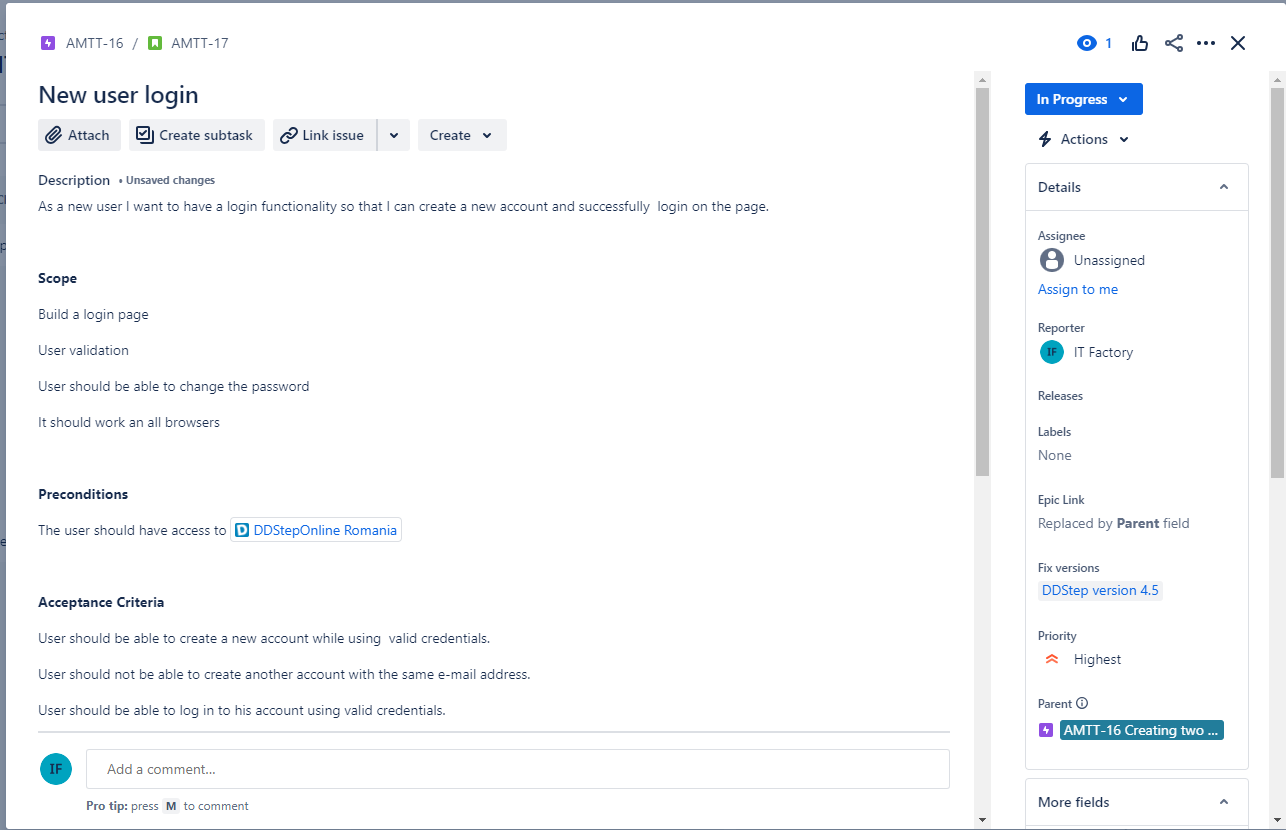 AMTT-16 / AMTT-17
1
New user login
Attach
Create subtask
Link issue
Create
Description • Unsaved changes
As a new user I want to have a login functionality so that I can create a new account and successfully  login on the page.
Scope
Build a login page
User validation
User should be able to change the password
It should work an all browsers
Preconditions
The user should have access to DDStepOnline Romania
Acceptance Criteria
User should be able to create a new account while using  valid credentials.
User should not be able to create another account with the same e-mail address.
User should be able to log in to his account using valid credentials.
IF
Add a comment...
Pro tip: press M to comment
In Progress
Actions
Details
Assignee
Unassigned
Assign to me
Reporter
IF IT Factory
Releases
Labels
None
Epic Link
Replaced by Parent field
Fix versions
DDStep version 4.5
Priority
Highest
Parent
AMTT-16 Creating two ...
More fields